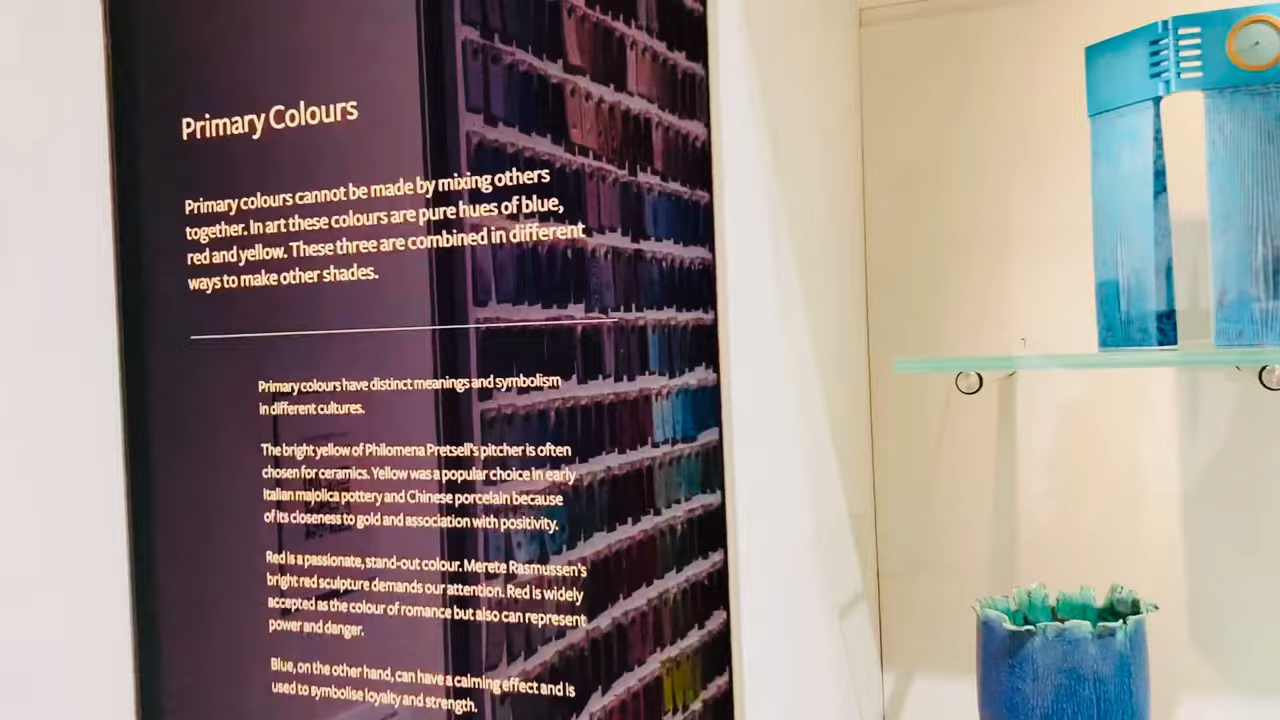 Primary Colours
Primary colours cannot be made by mixing others
together. In art these colours are pure hues of blue,
red and yellow. These three are combined in different
ways to make other shades.
Primary colours have distinct meanings and symbolism
in different cultures.
The bright yellow of Philomena Pretsell's pitcher is often
chosen for ceramics. Yellow was a popular choice in early
Italian majolica pottery and Chinese porcelain because
of its closeness to gold and association with positivity.
Red is a passionate, stand-out colour. Merete Rasmussen's
bright red sculpture demands our attention. Red is widely
accepted as the colour of romance but also can represent
power and danger.
Blue, on the other hand, can have a calming effect and is
used to symbolise loyalty and strength.
1